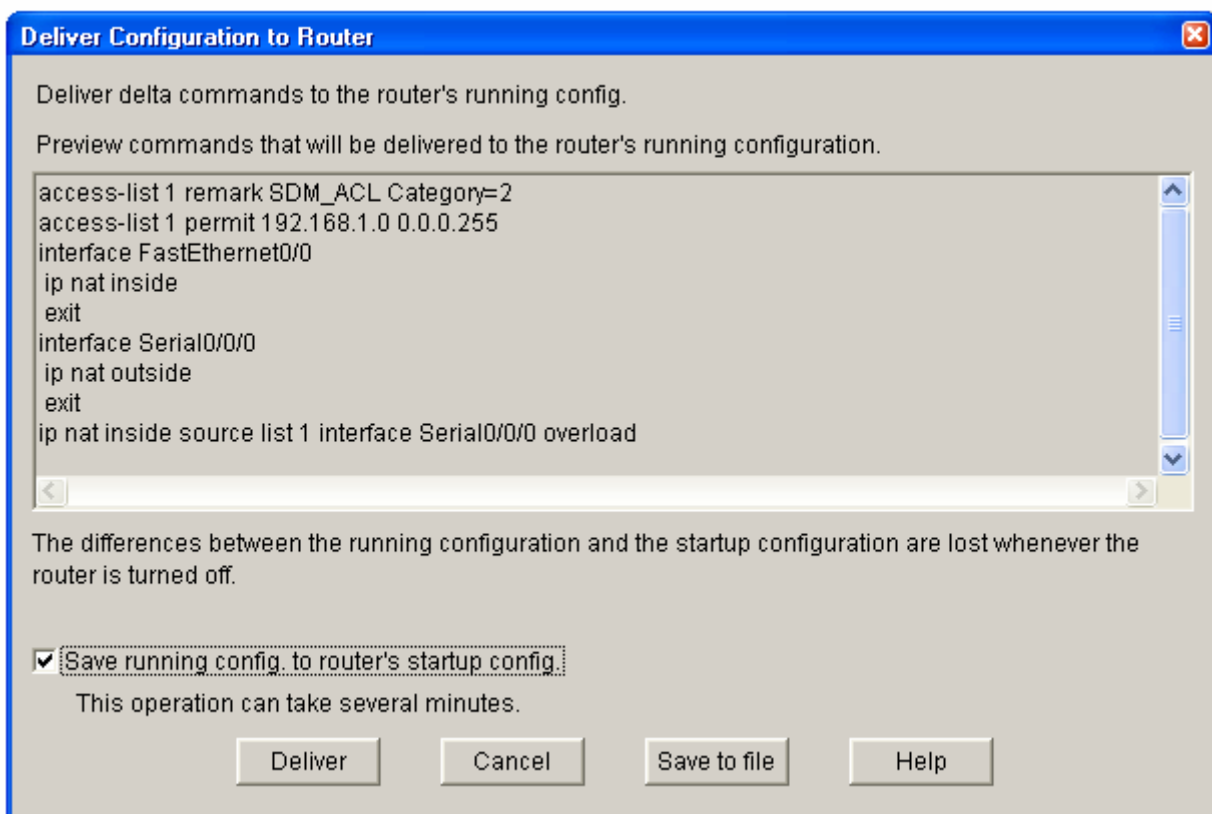 Deliver Configuration to Router
Deliver delta commands to the router's running config.
Preview commands that will be delivered to the router's running configuration.
access-list 1 remark SDM_ACL Category=2
access-list 1 permit 192.168.1.0 0.0.0.255
interface FastEthernet0/0
ip nat inside
exit
interface Serial0/0/0
ip nat outside
exit
ip nat inside source list 1 interface Serial0/0/0 overload
The differences between the running configuration and the startup configuration are lost whenever the
router is turned off.
Save running config. to router's startup config.
This operation can take several minutes.
Deliver Cancel Save to file Help